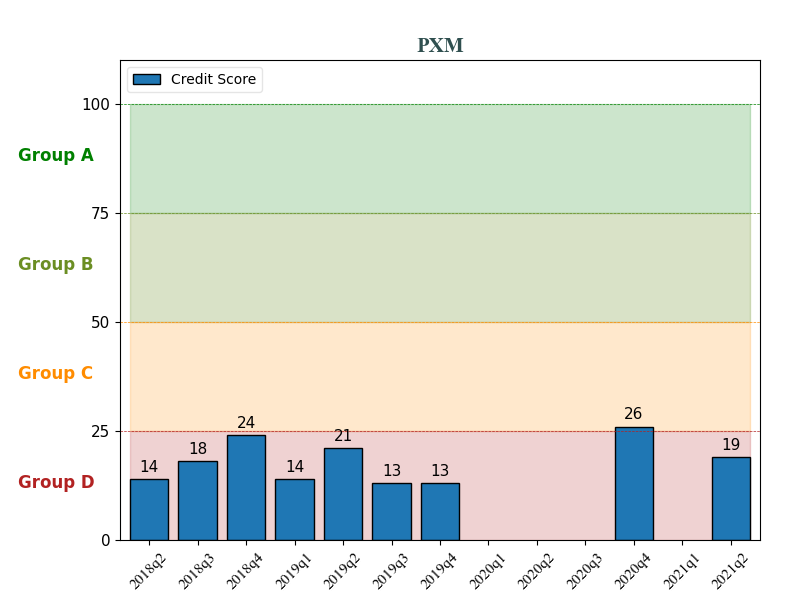 PXM
Credit Score
100
Group A
75
Group B
50
Group C
25
Group D
0
14
18
24
14
21
13
13
26
19
2018q2
2018q3
2018q4
2019q1
2019q2
2019q3
2019q4
2020q1
2020q2
2020q3
2020q4
2021q1
2021q2